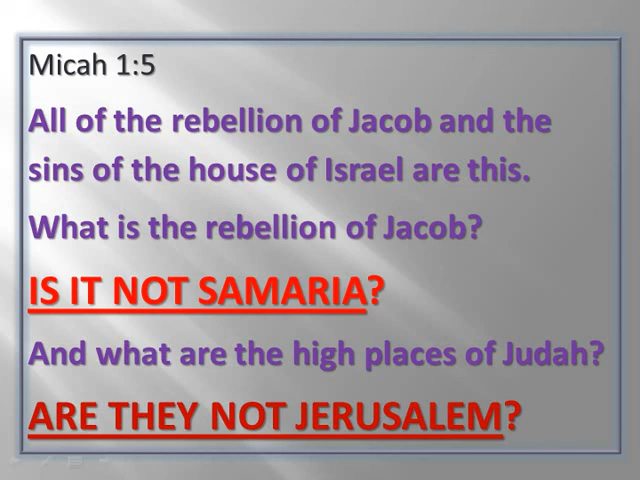 Micah 1:5
All of the rebellion of Jacob and the
sins of the house of Israel are this.
What is the rebellion of Jacob?
IS IT NOT SAMARIA?
And what are the high places of Judah?
ARE THEY NOT JERUSALEM?